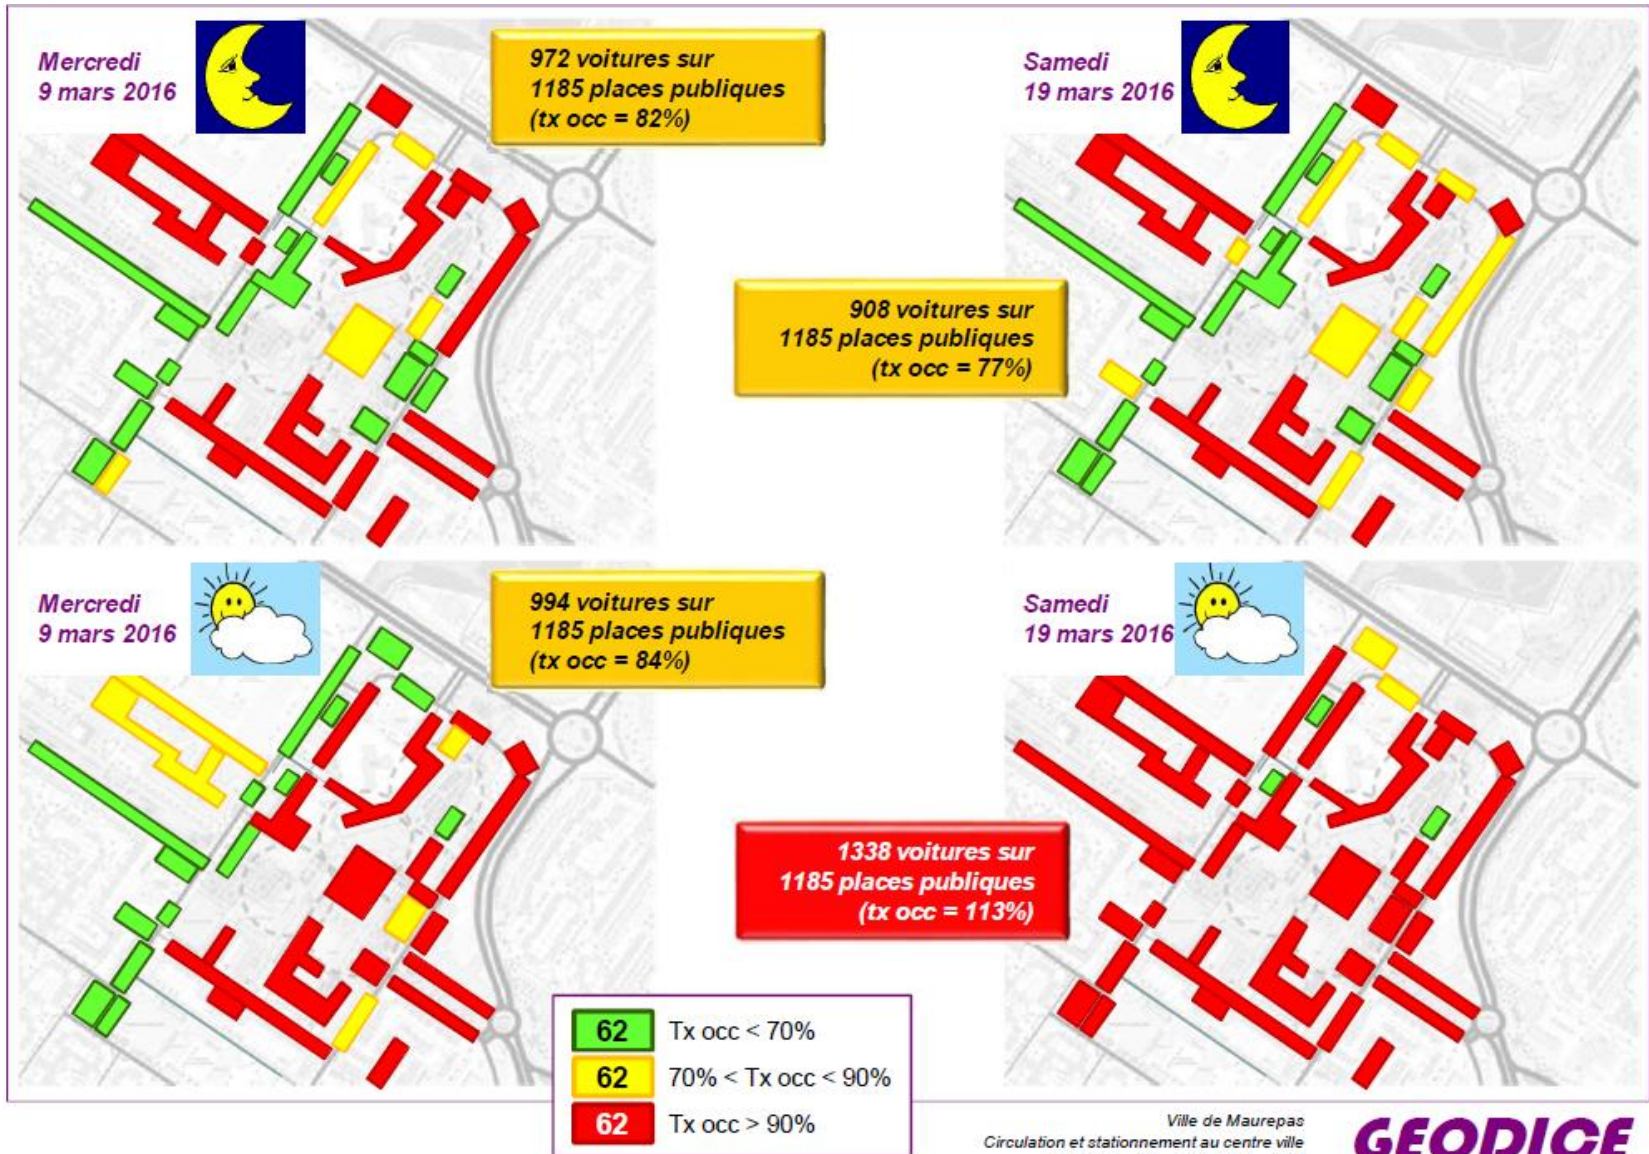 Mercredi
9 mars 2016
972 voitures sur
1185 places publiques
(tx occ = 82%)
Samedi
19 mars 2016
908 voitures sur
1185 places publiques
(tx occ = 77%)
Mercredi
9 mars 2016
994 voitures sur
1185 places publiques
(tx occ = 84%)
Samedi
19 mars 2016
1338 voitures sur
1185 places publiques
(tx occ = 113%)
62 Tx occ < 70%
62 70% < Tx occ < 90%
62 Tx occ > 90%
Ville de Maurepas
Circulation et stationnement au centre ville
GEODICE